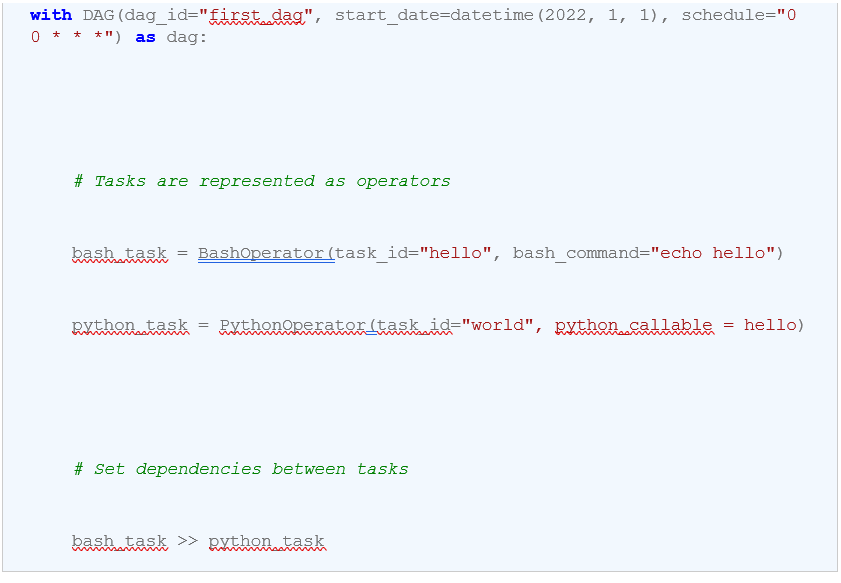 with DAG(dag_id="first_dag", start_date=datetime(2022, 1, 1), schedule="0
0 * * *") as dag:
# Tasks are represented as operators
bash_task = BashOperator(task_id="hello", bash_command="echo hello")
python_task = PythonOperator(task_id="world", python_callable = hello)
# Set dependencies between tasks
bash_task >> python_task